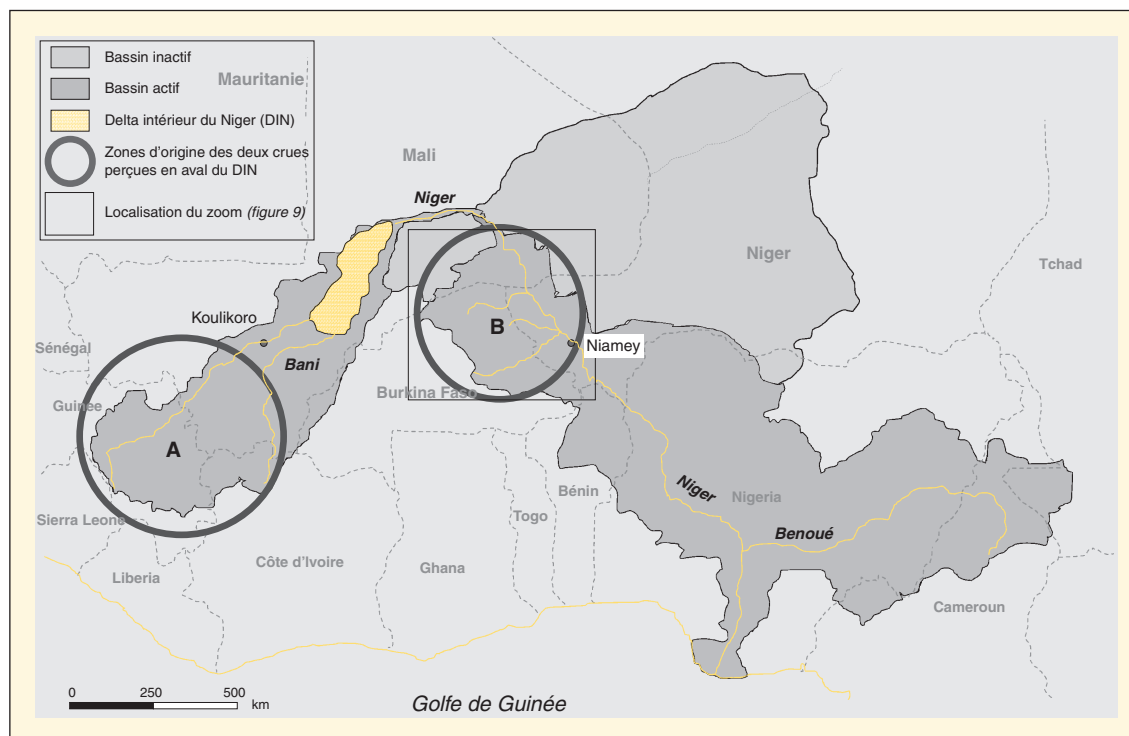 Bassin inactif
Bassin actif
Delta intérieur du Niger (DIN)
Zones d'origine des deux crues
perçues en aval du DIN
Localisation du zoom (figure 9)
Mauritanie
Mali
Niger
Niger
Tchad
Koulikoro
Sénégal
B
Niamey
Bani
Burkina Faso
Guinée
A
Bénin
Niger
Nigeria
Togo
Sierra Leone
Benoué
Côte d'Ivoire
Ghana
Liberia
Cameroun
0 250 500
km
Golfe de Guinée